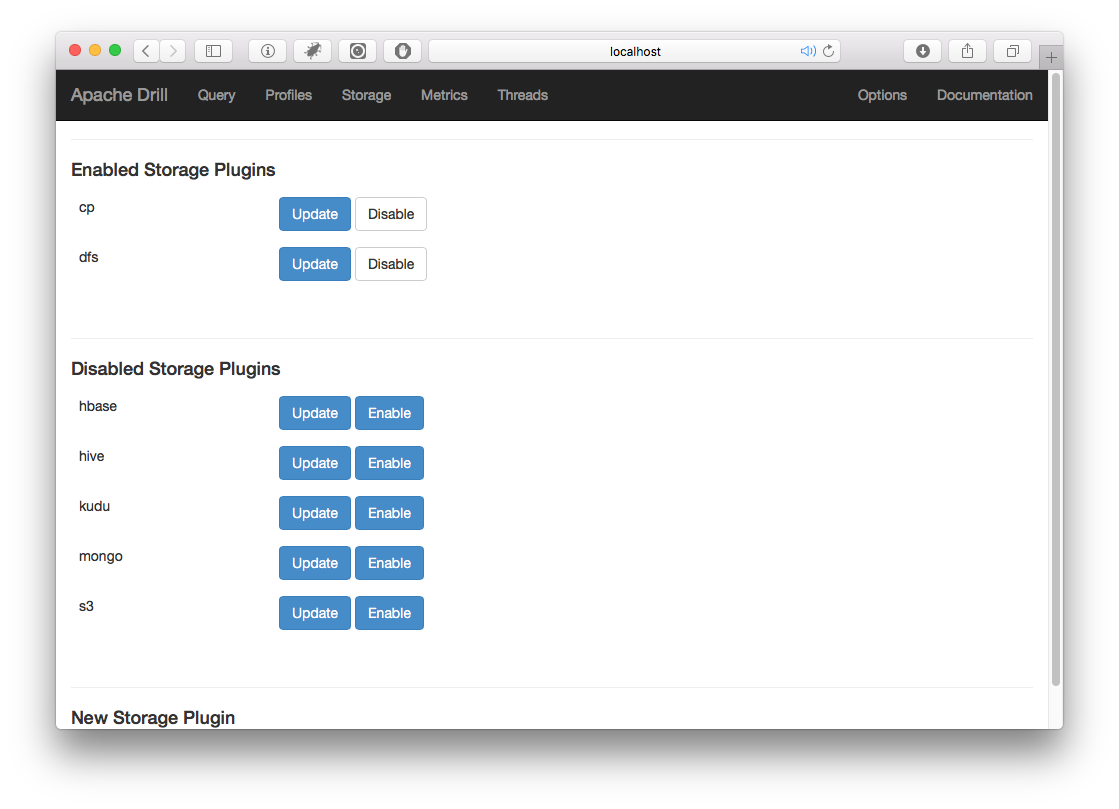 localhost
Apache Drill Query Profiles Storage Metrics Threads Options Documentation
Enabled Storage Plugins
cp Update Disable
dfs Update Disable
Disabled Storage Plugins
hbase Update Enable
hive Update Enable
kudu Update Enable
mongo Update Enable
s3 Update Enable
New Storage Plugin